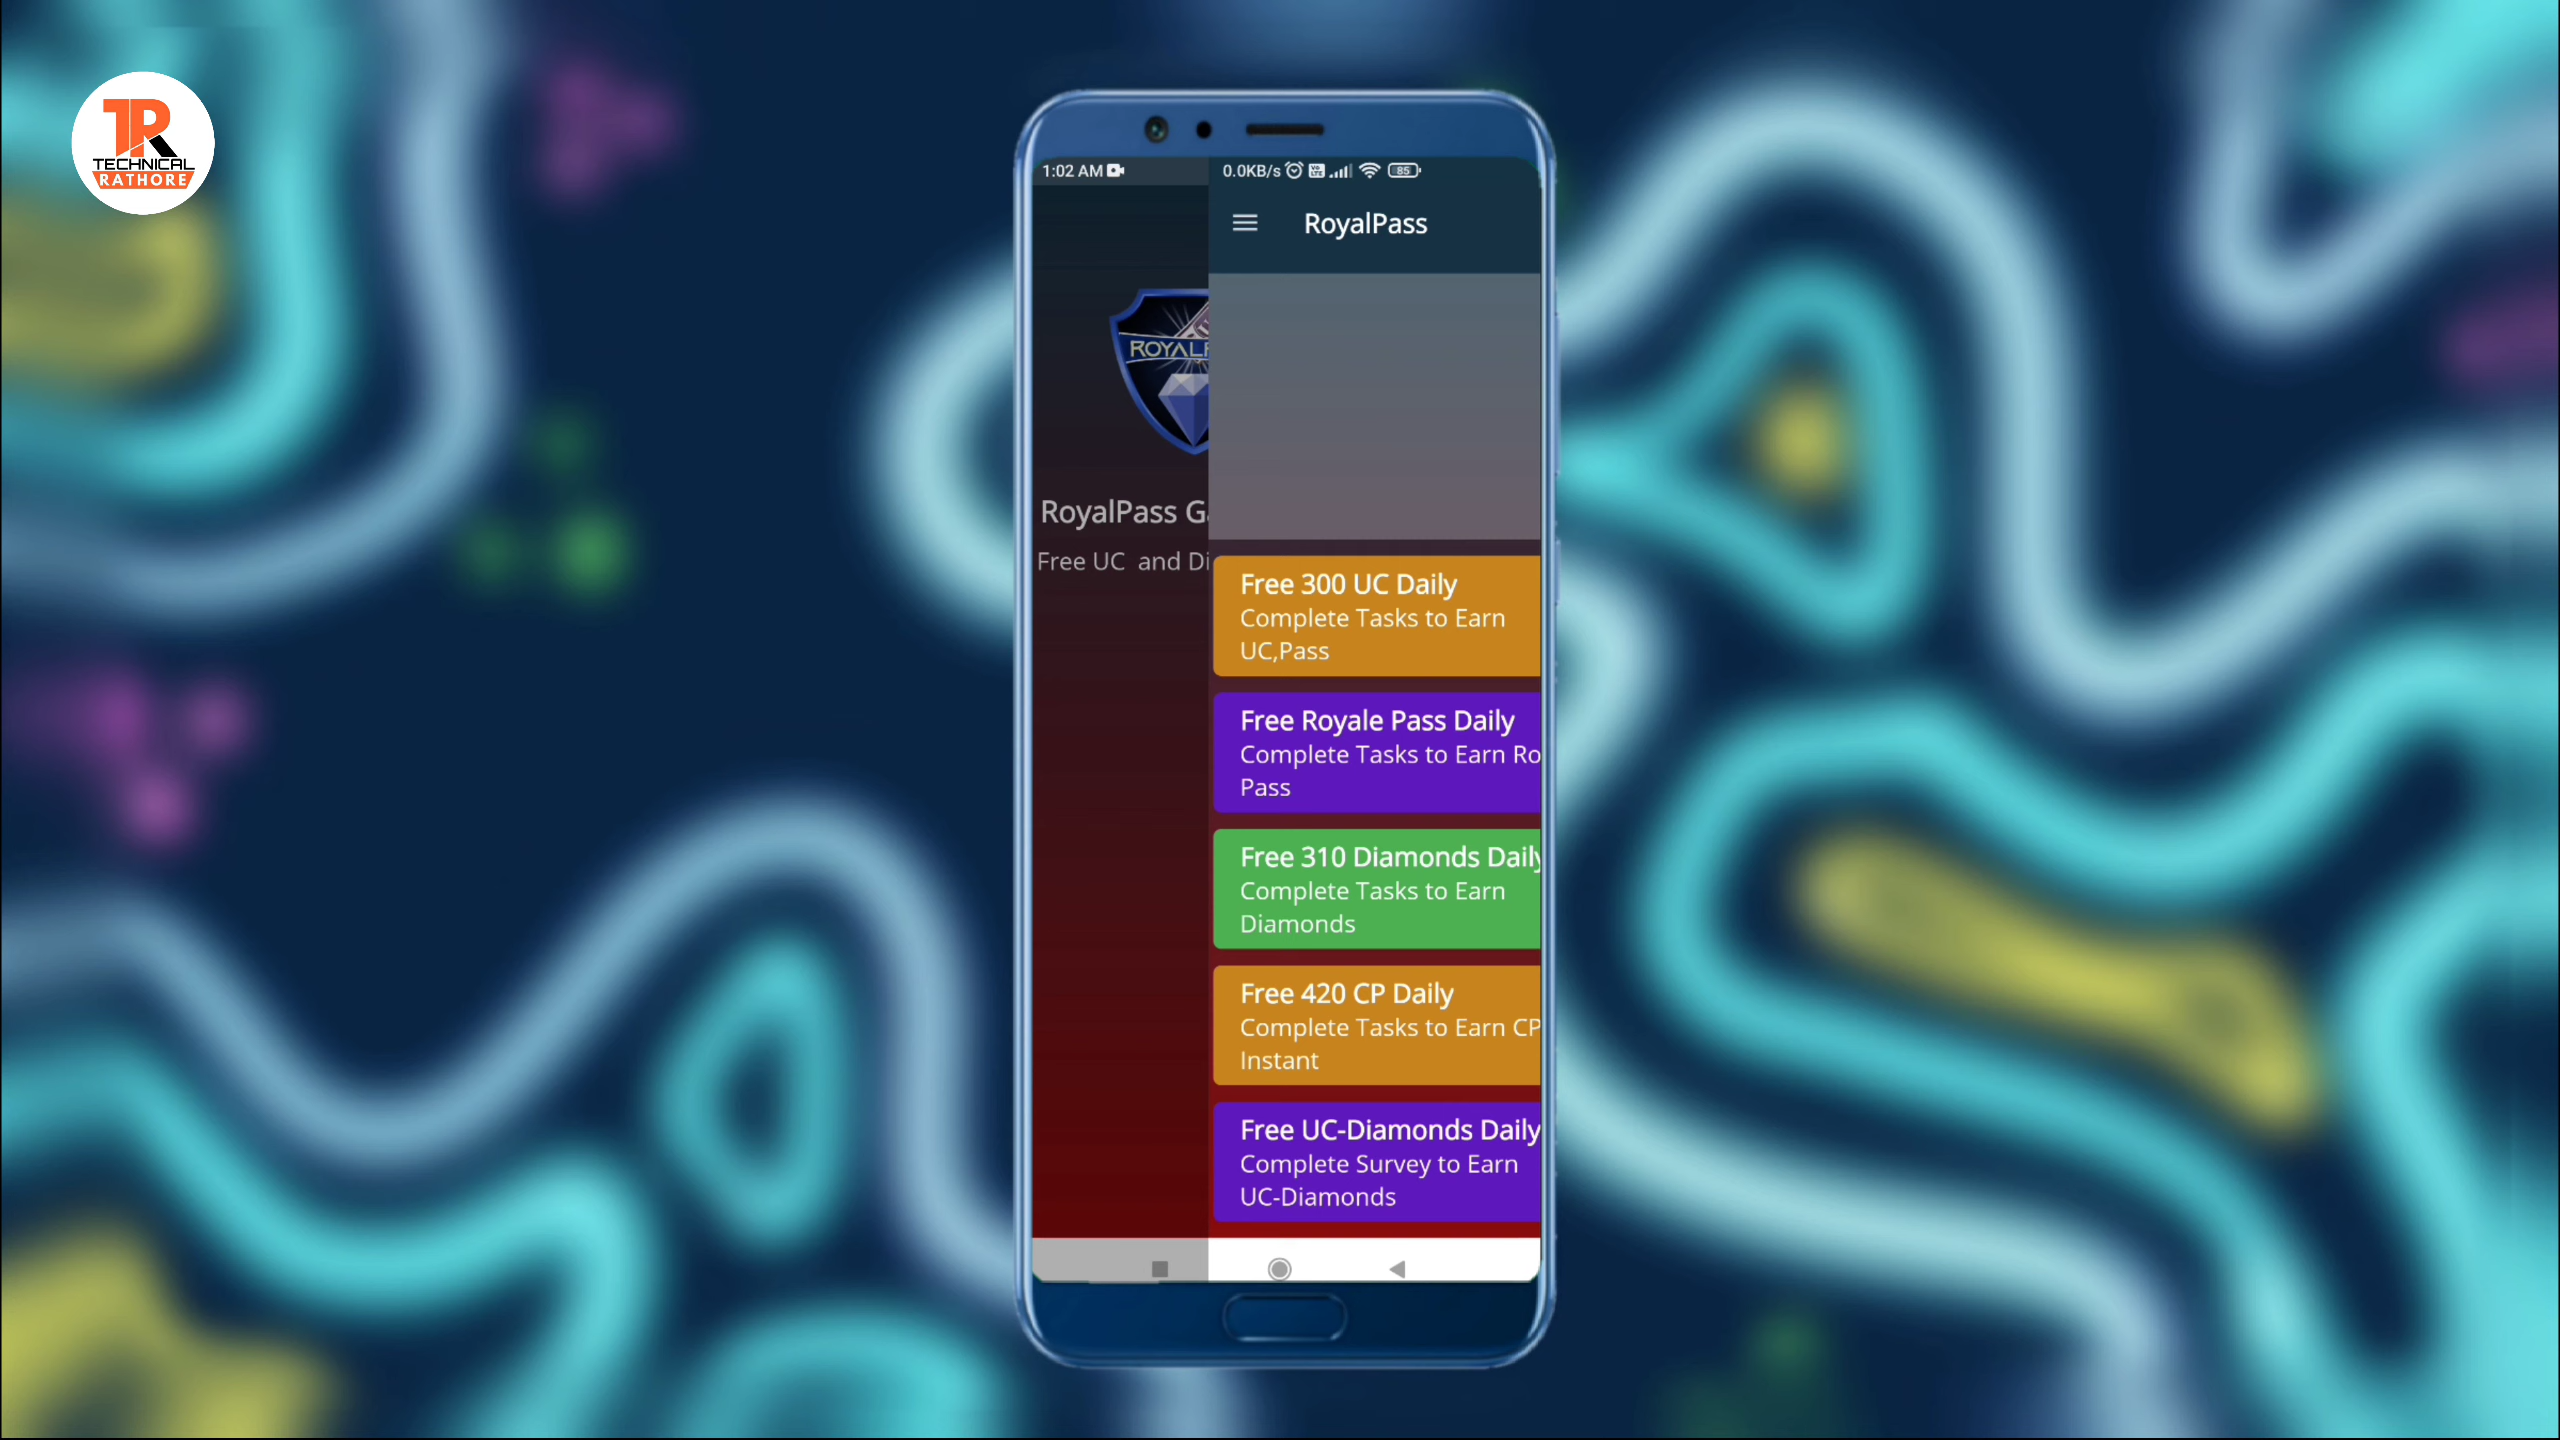 TR
TECHNICAL
RATHORE
1:02 AM
0.0KB/s
85
RoyalPass
ROYAL
RoyalPass G
Free UC and Di
Free 300 UC Daily
Complete Tasks to Earn
UC,Pass
Free Royale Pass Daily
Complete Tasks to Earn Ro
Pass
Free 310 Diamonds Daily
Complete Tasks to Earn
Diamonds
Free 420 CP Daily
Complete Tasks to Earn CP
Instant
Free UC-Diamonds Daily
Complete Survey to Earn
UC-Diamonds